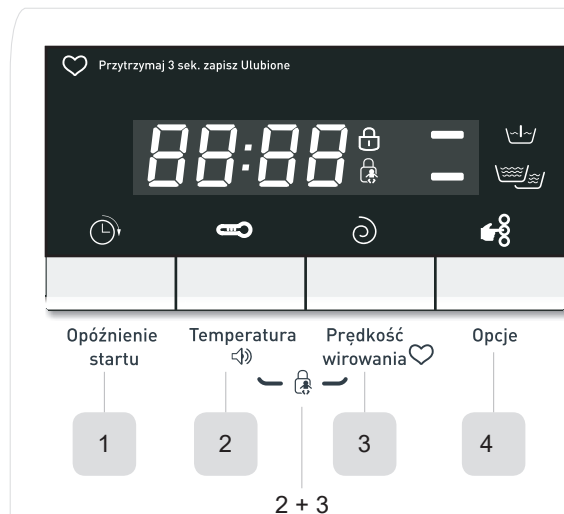 Przytrzymaj 3 sek. zapisz Ulubione
88:88
Opóźnienie
startu
Temperatura
Prędkość
wirowania
Opcje
1
2
3
4
2 + 3